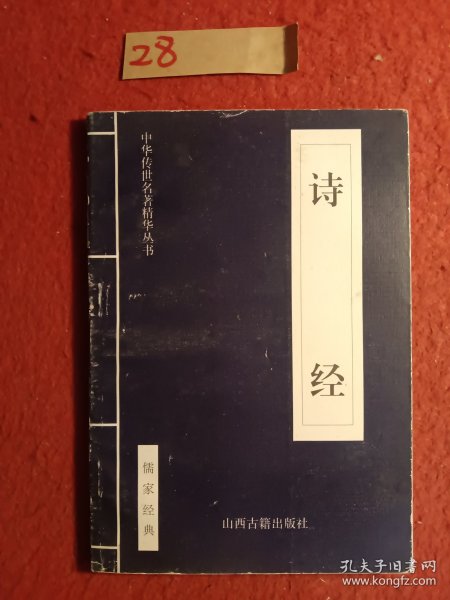 28
中华传世名著精华丛书
诗经
儒家经典
山西古籍出版社
孔夫子旧书网
www.kongfz.com